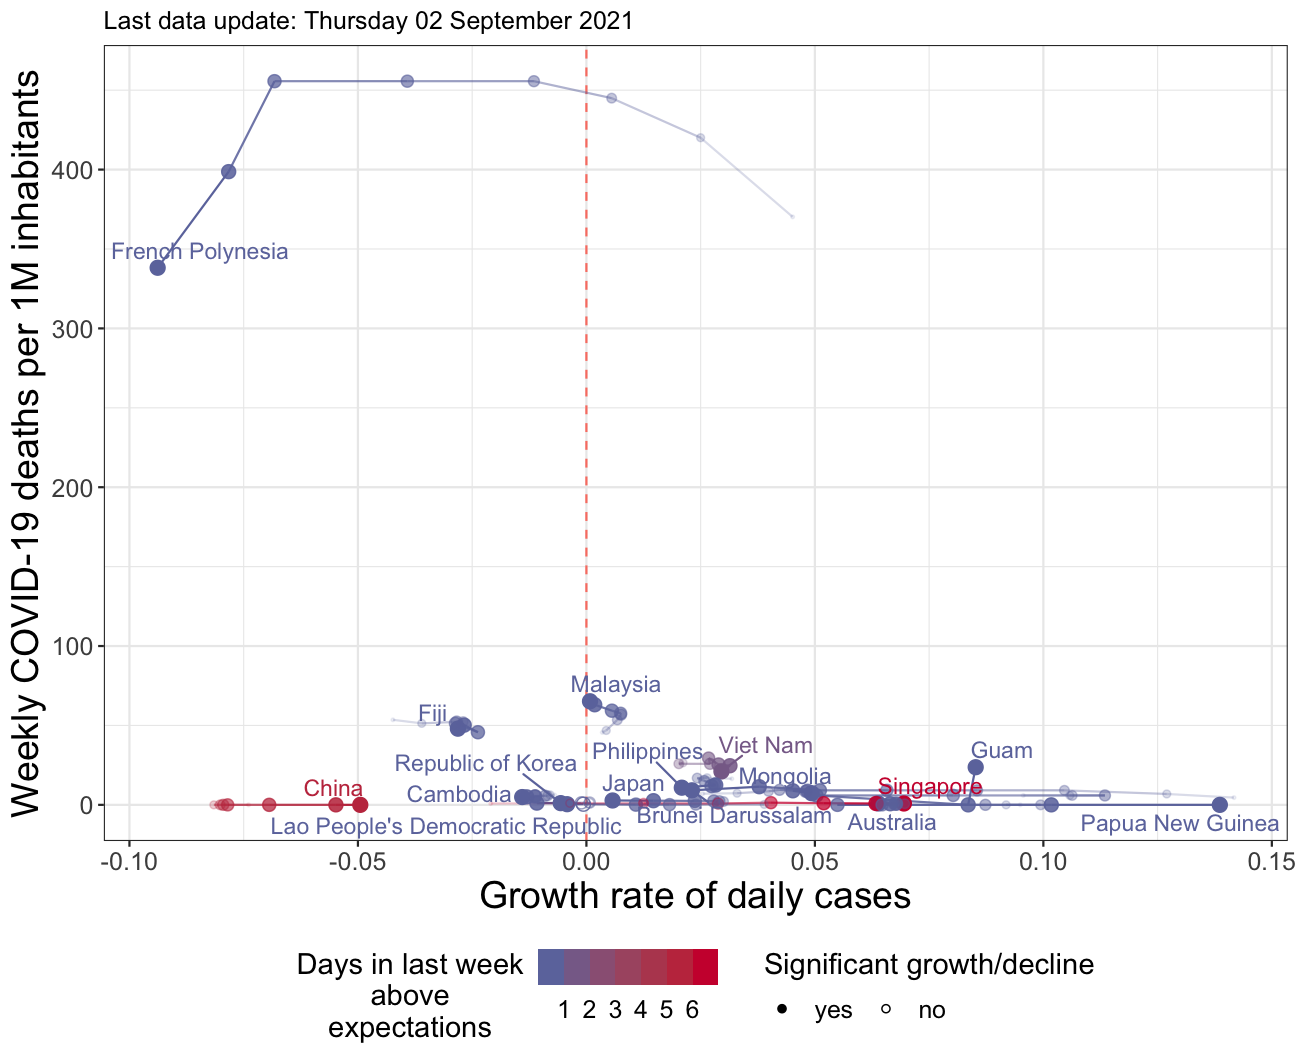 Last data update: Thursday 02 September 2021
Weekly COVID-19 deaths per 1M inhabitants
400
300
200
100
0
French Polynesia
Malaysia
Fiji
Philippines
Viet Nam
Guam
Republic of Korea
Japan
Mongolia
China
Cambodia
Singapore
Lao People's Democratic Republic
Brunei Darussalam
Australia
Papua New Guinea
-0.10
-0.05
0.00
0.05
0.10
0.15
Growth rate of daily cases
Days in last week
above
expectations
1 2 3 4 5 6
Significant growth/decline
yes
no